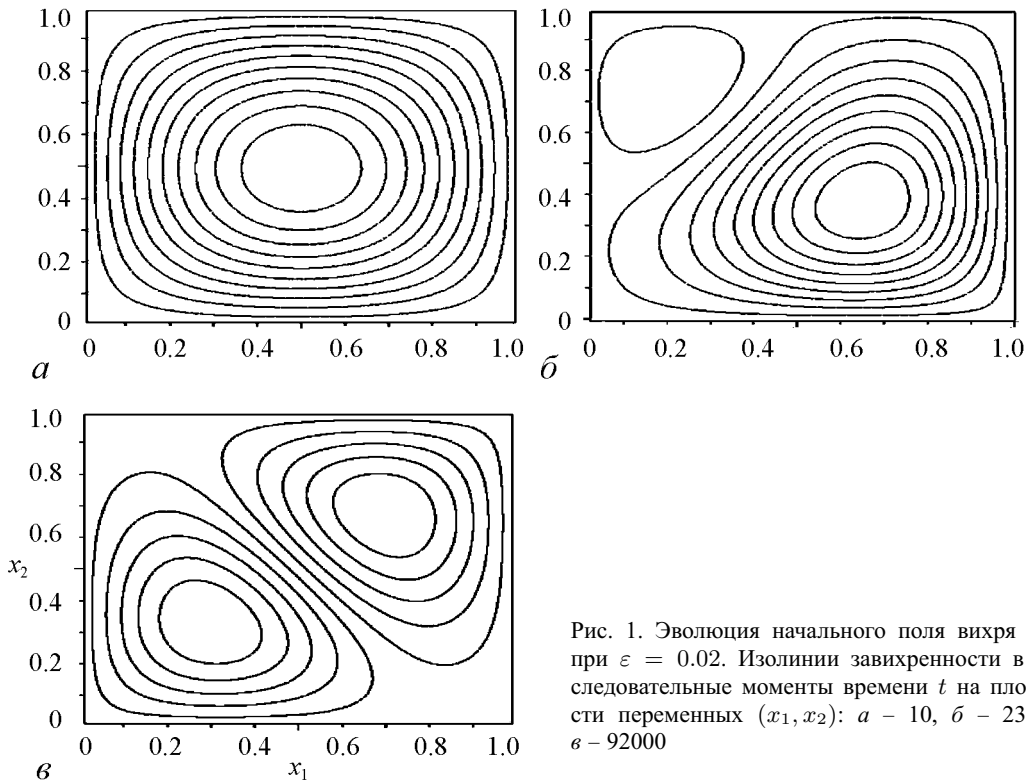 1.0
0.8
0.6
0.4
0.2
0
0 0.2 0.4 0.6 0.8 1.0
а
1.0
0.8
0.6
0.4
0.2
0
0 0.2 0.4 0.6 0.8 1.0
б
1.0
0.8
x₂
0.4
0.2
0
0 0.2 0.4 0.6 0.8 1.0
x₁
в
Рис. 1. Эволюция начального поля вихря
при ε = 0.02. Изолинии завихренности в
следовательные моменты времени t на пло
сти переменных (x₁, x₂): а – 10, б – 23
в – 92000